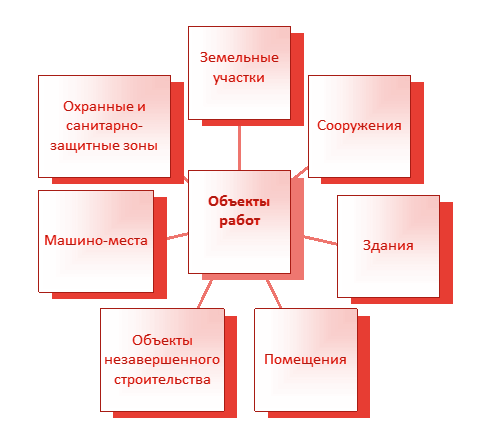 Земельные
участки
Охранные и
санитарно-
защитные зоны
Сооружения
Объекты
работ
Машино-места
Здания
Объекты
незавершенного
строительства
Помещения